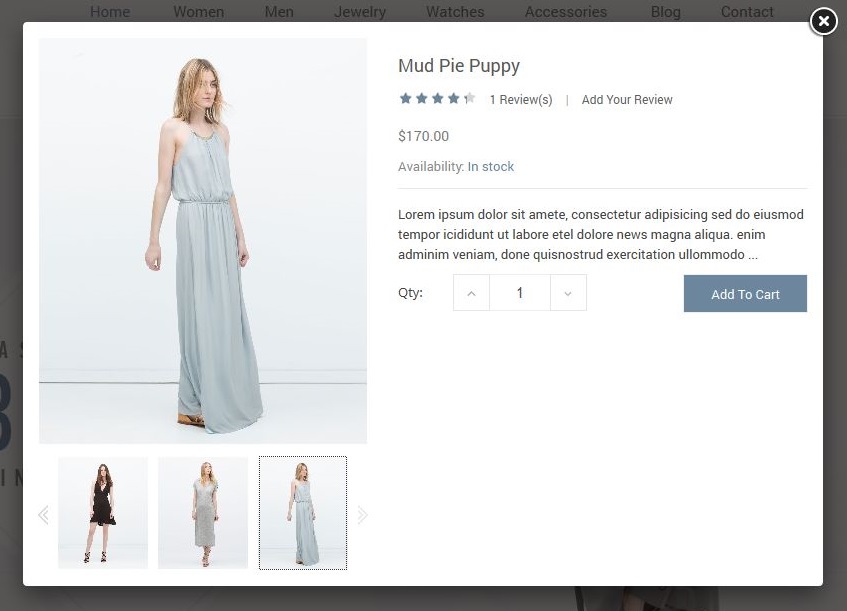 Home Women Men Jewelry Watches Accessories Blog Contact
Mud Pie Puppy
1 Review(s) | Add Your Review
$170.00
Availability: In stock
Lorem ipsum dolor sit amete, consectetur adipisicing sed do eiusmod
tempor icididunt ut labore etel dolore news magna aliqua. enim
adminim veniam, done quisnostrud exercitation ullommodo ...
Qty: 1 Add To Cart